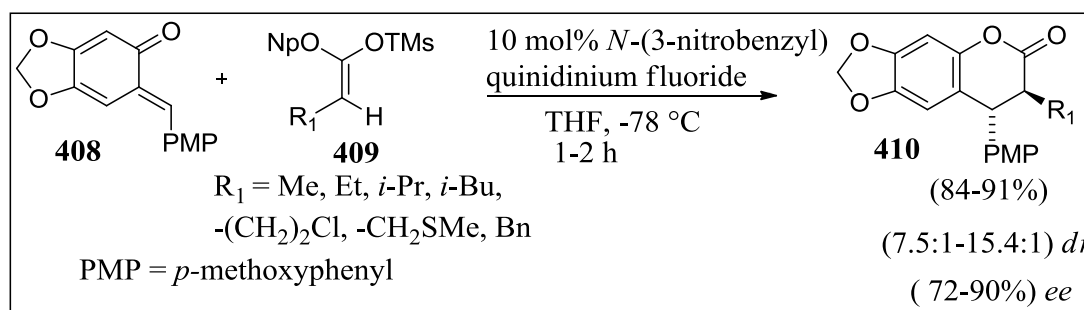 O
O
O
408
PMP
+
NpO
OTMs
R₁
H
409
R₁ = Me, Et, i-Pr, i-Bu,
-(CH₂)₂Cl, -CH₂SMe, Bn
PMP = p-methoxyphenyl
10 mol% N-(3-nitrobenzyl)
quinidinium fluoride
THF, -78 °C
1-2 h
O
O
O
O
R₁
410
PMP
(84-91%)
(7.5:1-15.4:1) dr
( 72-90%) ee